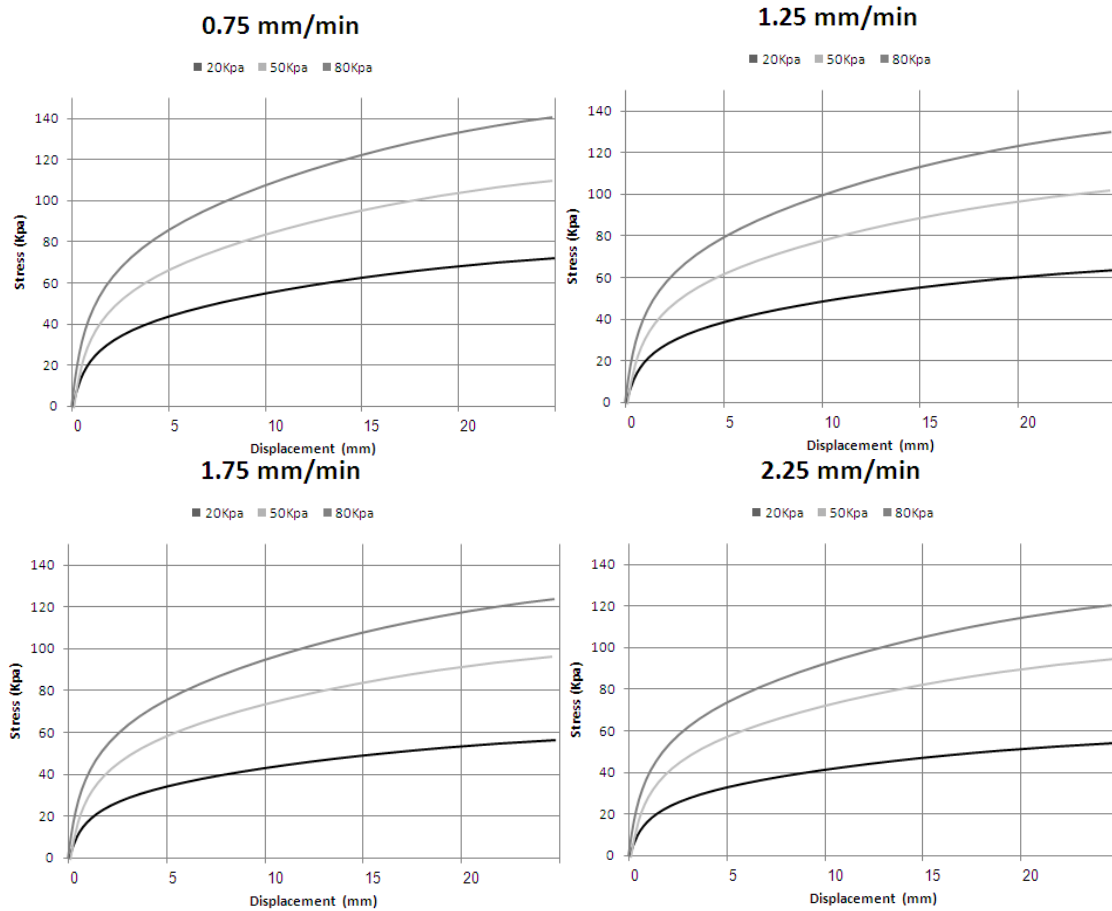 0.75 mm/min
■ 20Kpa ■ 50Kpa ■ 80Kpa
140
120
100
80
60
40
20
0
Stress (Kpa)
0 5 10 15 20
Displacement (mm)
1.25 mm/min
■ 20Kpa ■ 50Kpa ■ 80Kpa
140
120
100
80
60
40
20
0
Stress (Kpa)
0 5 10 15 20
Displacement (mm)
1.75 mm/min
■ 20Kpa ■ 50Kpa ■ 80Kpa
140
120
100
80
60
40
20
0
Stress (Kpa)
0 5 10 15 20
Displacement (mm)
2.25 mm/min
■ 20Kpa ■ 50Kpa ■ 80Kpa
140
120
100
80
60
40
20
0
Stress (Kpa)
0 5 10 15 20
Displacement (mm)